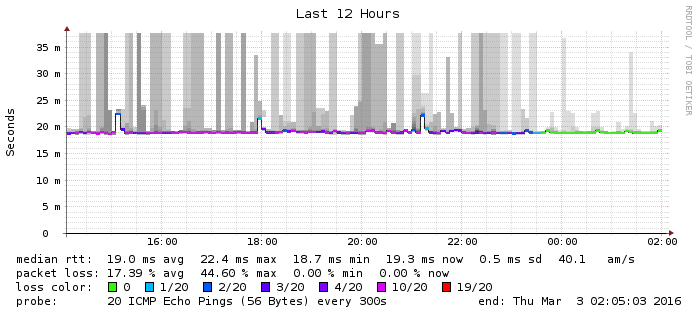 Last 12 Hours
RRDTOOL / TOBI OETIKER
Seconds
35 m
30 m
25 m
20 m
15 m
10 m
5 m
0
16:00 18:00 20:00 22:00 00:00 02:00
median rtt: 19.0 ms avg 22.4 ms max 18.7 ms min 19.3 ms now 0.5 ms sd 40.1 am/s
packet loss: 17.39 % avg 44.60 % max 0.00 % min 0.00 % now
loss color: 0 1/20 2/20 3/20 4/20 10/20 19/20
probe: 20 ICMP Echo Pings (56 Bytes) every 300s end: Thu Mar 3 02:05:03 2016